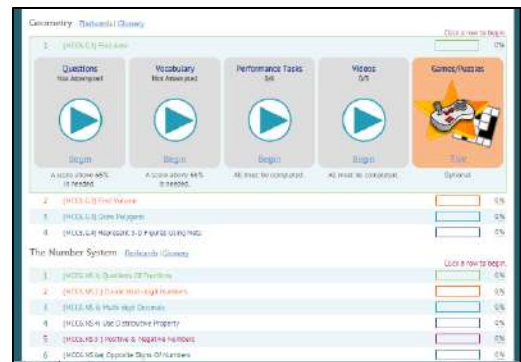 Geometry Flashcards | Glossary
Click a row to begin.
1 [MCC6.G.1] Find Area 0%
Questions Vocabulary Performance Tasks Videos Games/Puzzles
Not Attempted Not Attempted 0/6 0/5
Begin Begin Begin Begin
A score above 66% is needed. A score above 66% is needed. All must be completed. All must be completed. Optional
2 [MCC6.G.2] Find Volume 0%
3 [MCC6.G.3] Draw Polygons 0%
4 [MCC6.G.4] Represent 3-D Figures Using Nets 0%
The Number System Flashcards | Glossary
Click a row to begin.
1 [MCC6.NS.1] Quotients Of Fractions 0%
2 [MCC6.NS.2] Divide Multi-digit Numbers 0%
3 [MCC6.NS.3] Multi-digit Decimals 0%
4 [MCC6.NS.4] Use Distributive Property 0%
5 [MCC6.NS.5] Positive & Negative Numbers 0%
6 [MCC6.NS.6a] Opposite Signs Of Numbers 0%